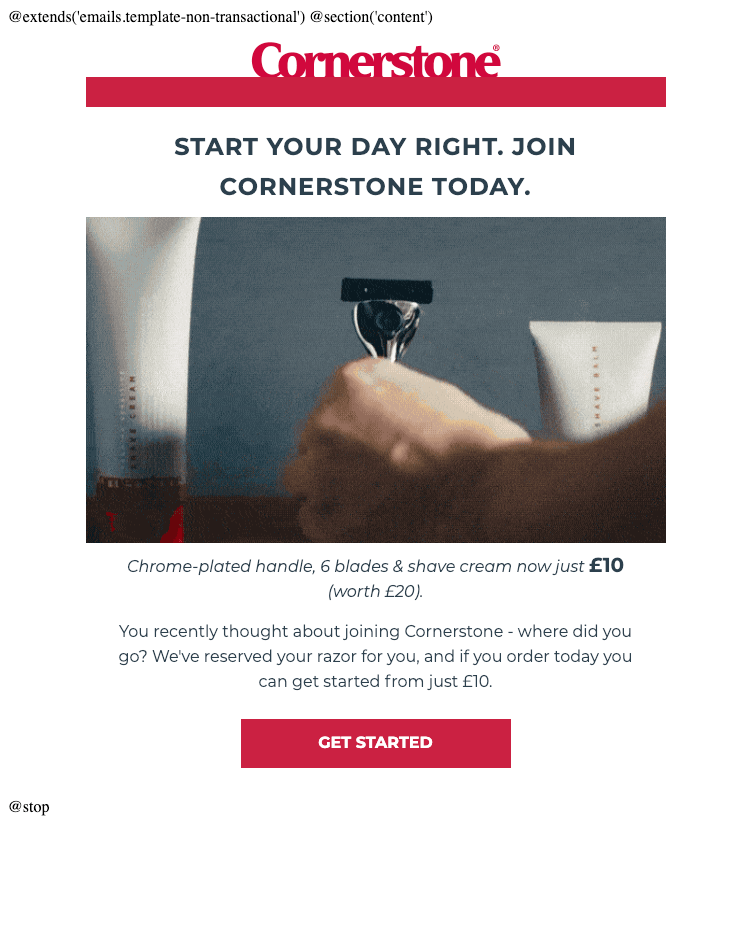 @extends('emails.template-non-transactional') @section('content')
Cornerstone®
START YOUR DAY RIGHT. JOIN
CORNERSTONE TODAY.
SHAVE CREAM
SHAVE BALM
Chrome-plated handle, 6 blades & shave cream now just £10
(worth £20).
You recently thought about joining Cornerstone - where did you
go? We've reserved your razor for you, and if you order today you
can get started from just £10.
GET STARTED
@stop